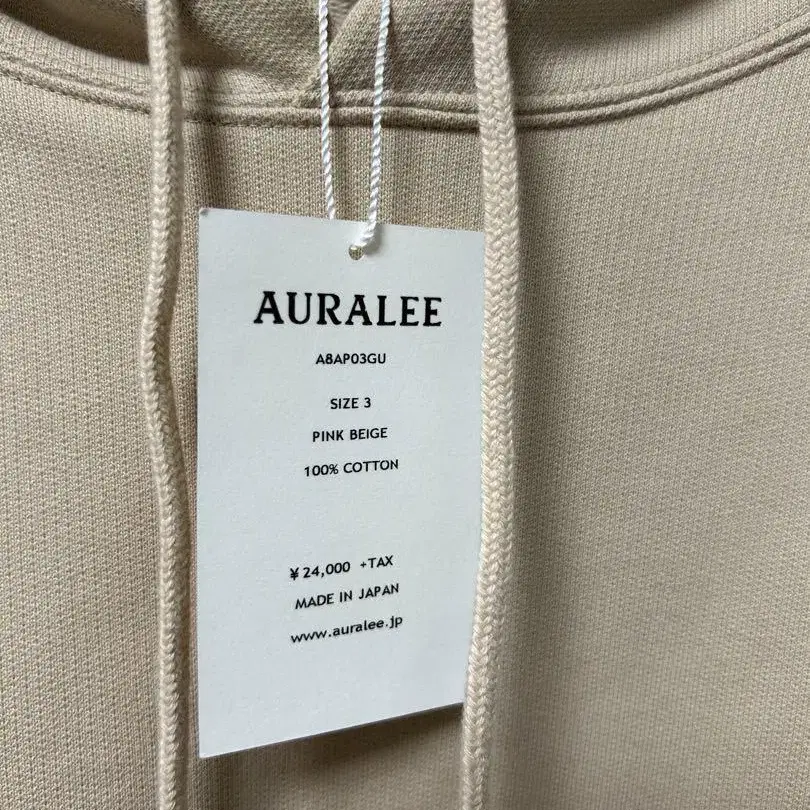 AURALEE
A8AP03GU
SIZE 3
PINK BEIGE
100% COTTON
¥24,000 +TAX
MADE IN JAPAN
www.auralee.jp